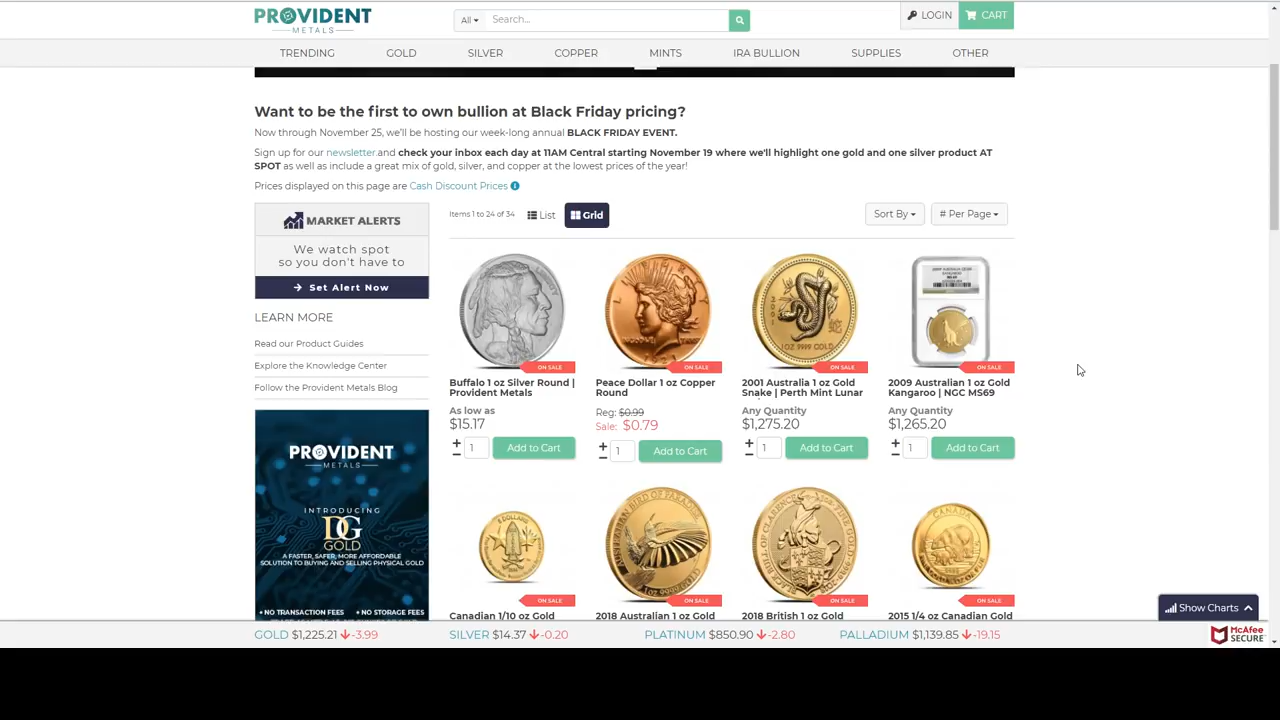 PROVIDENT
METALS
All
Search...
LOGIN
CART
TRENDING
GOLD
SILVER
COPPER
MINTS
IRA BULLION
SUPPLIES
OTHER
Want to be the first to own bullion at Black Friday pricing?
Now through November 25, we'll be hosting our week-long annual BLACK FRIDAY EVENT.
Sign up for our newsletter and check your inbox each day at 11AM Central starting November 19 where we'll highlight one gold and one silver product AT
SPOT as well as include a great mix of gold, silver, and copper at the lowest prices of the year!
Prices displayed on this page are Cash Discount Prices
MARKET ALERTS
We watch spot
so you don't have to
Set Alert Now
LEARN MORE
Read our Product Guides
Explore the Knowledge Center
Follow the Provident Metals Blog
PROVIDENT
METALS
INTRODUCING
DG
GOLD
A FASTER, SAFER, MORE AFFORDABLE
SOLUTION TO BUYING AND SELLING PHYSICAL GOLD
• NO TRANSACTION FEES • NO STORAGE FEES
Items 1 to 24 of 34
List
Grid
Sort By
# Per Page
ON SALE
ON SALE
ON SALE
ON SALE
Buffalo 1 oz Silver Round |
Provident Metals
As low as
$15.17
+
1
Add to Cart
Peace Dollar 1 oz Copper
Round
Reg: $0.99
Sale: $0.79
+
1
Add to Cart
2001 Australia 1 oz Gold
Snake | Perth Mint Lunar
Any Quantity
$1,275.20
+
1
Add to Cart
2009 Australian 1 oz Gold
Kangaroo | NGC MS69
Any Quantity
$1,265.20
+
1
Add to Cart
ON SALE
ON SALE
ON SALE
ON SALE
Canadian 1/10 oz Gold
2018 Australian 1 oz Gold
2018 British 1 oz Gold
2015 1/4 oz Canadian Gold
Show Charts
GOLD $1,225.21 -3.99
SILVER $14.37 -0.20
PLATINUM $850.90 -2.80
PALLADIUM $1,139.85 -19.15
McAfee
SECURE